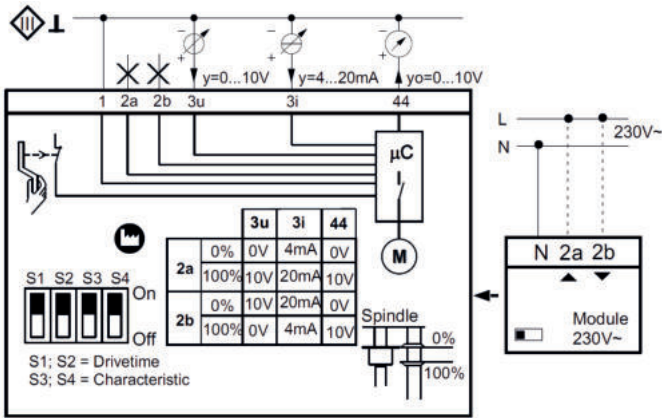 y=0...10V y=4...20mA yo=0...10V
1 2a 2b 3u 3i 44
µC
M
3u 3i 44
2a 0% 0V 4mA 0V
100% 10V 20mA 10V
2b 0% 10V 20mA 0V
100% 0V 4mA 10V
S1 S2 S3 S4
On
Off
S1; S2 = Drivetime
S3; S4 = Characteristic
Spindle
0%
100%
L
230V~
N
N 2a 2b
Module
230V~